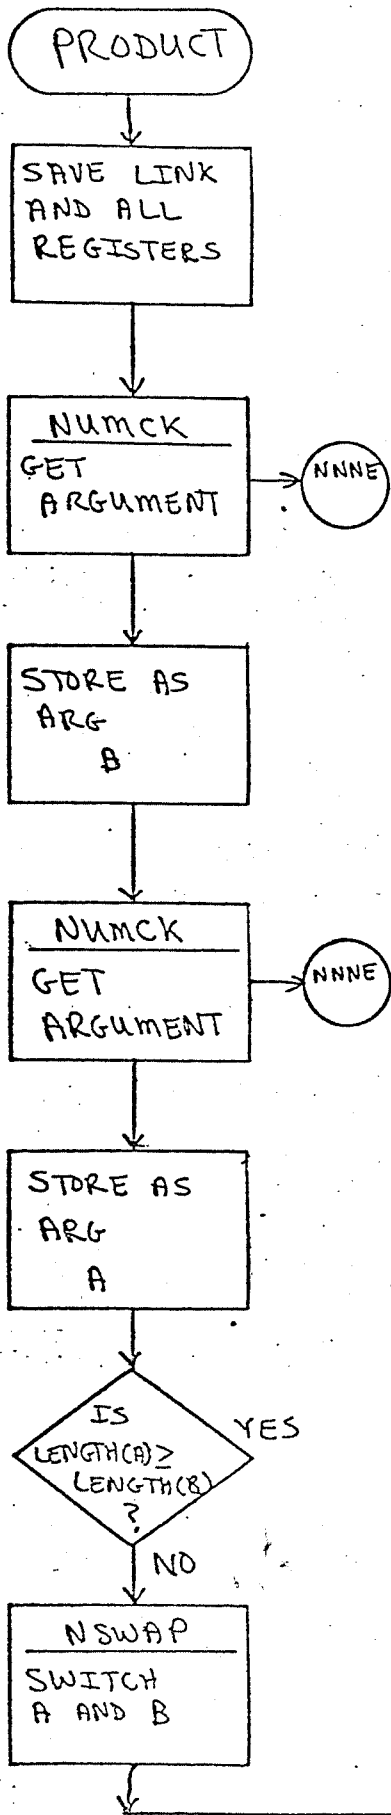 PRODUCT
SAVE LINK
AND ALL
REGISTERS
NUMCK
GET
ARGUMENT
NNNE
STORE AS
ARG
B
NUMCK
GET
ARGUMENT
NNNE
STORE AS
ARG
A
IS
LENGTH(A)≥
LENGTH(B)
?
YES
NO
NSWAP
SWITCH
A AND B